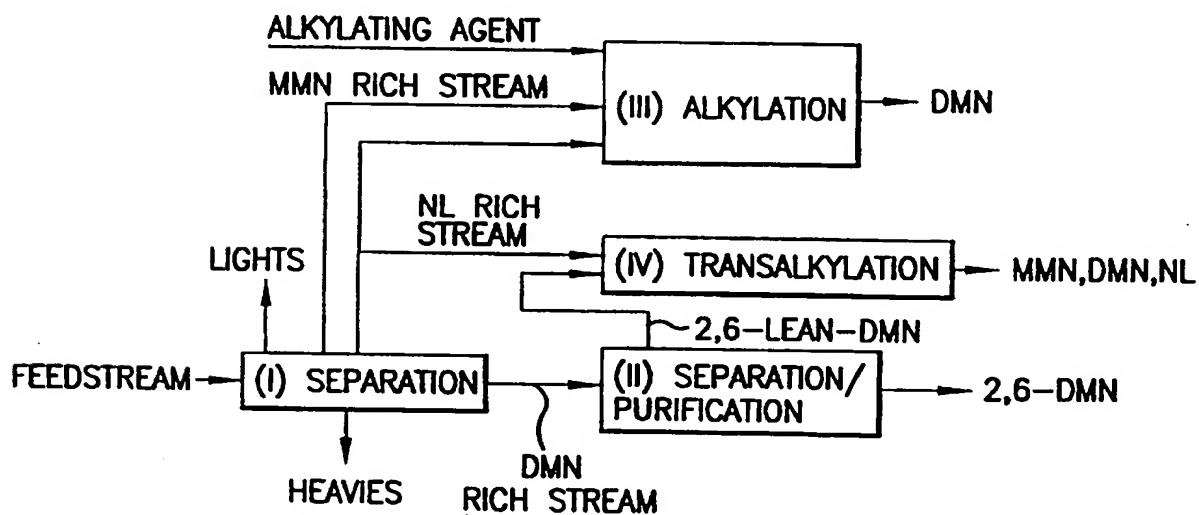 ALKYLATING AGENT
MMN RICH STREAM
(III) ALKYLATION
DMN
NL RICH
STREAM
LIGHTS
(IV) TRANSALKYLATION
MMN,DMN,NL
2,6-LEAN-DMN
FEEDSTREAM
(I) SEPARATION
(II) SEPARATION/
PURIFICATION
2,6-DMN
HEAVIES
DMN
RICH STREAM